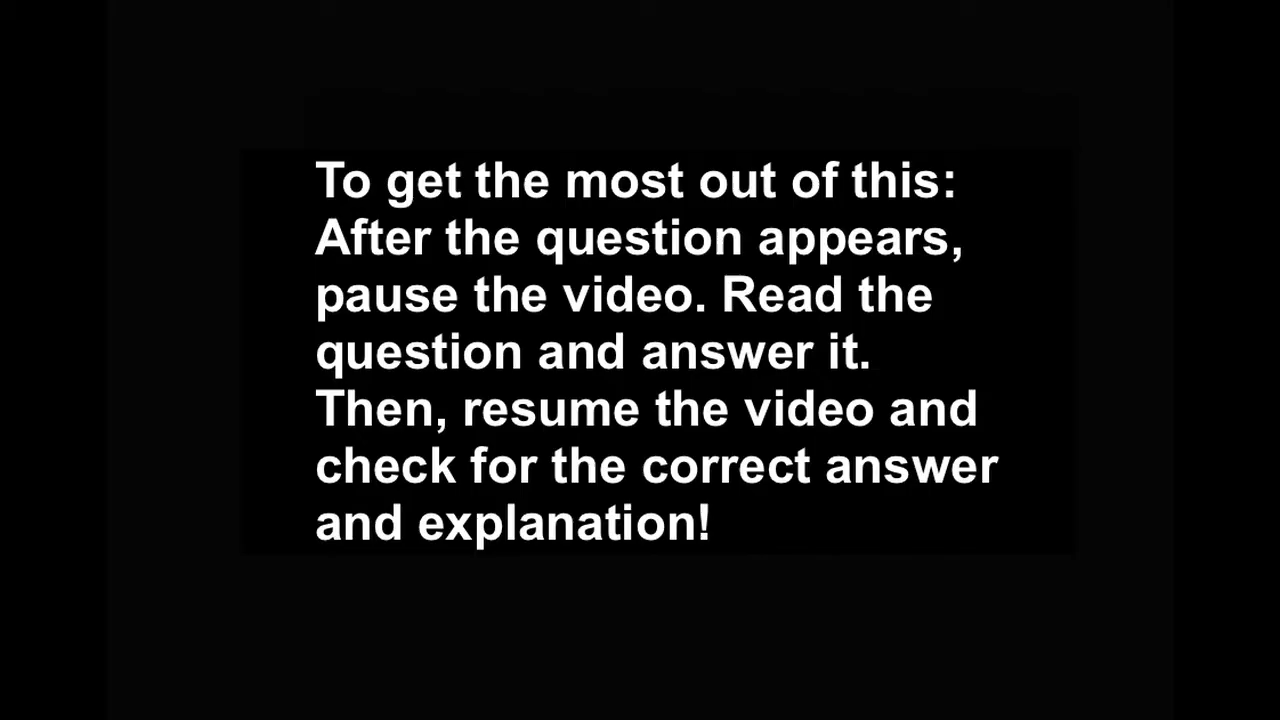 To get the most out of this:
After the question appears,
pause the video. Read the
question and answer it.
Then, resume the video and
check for the correct answer
and explanation!